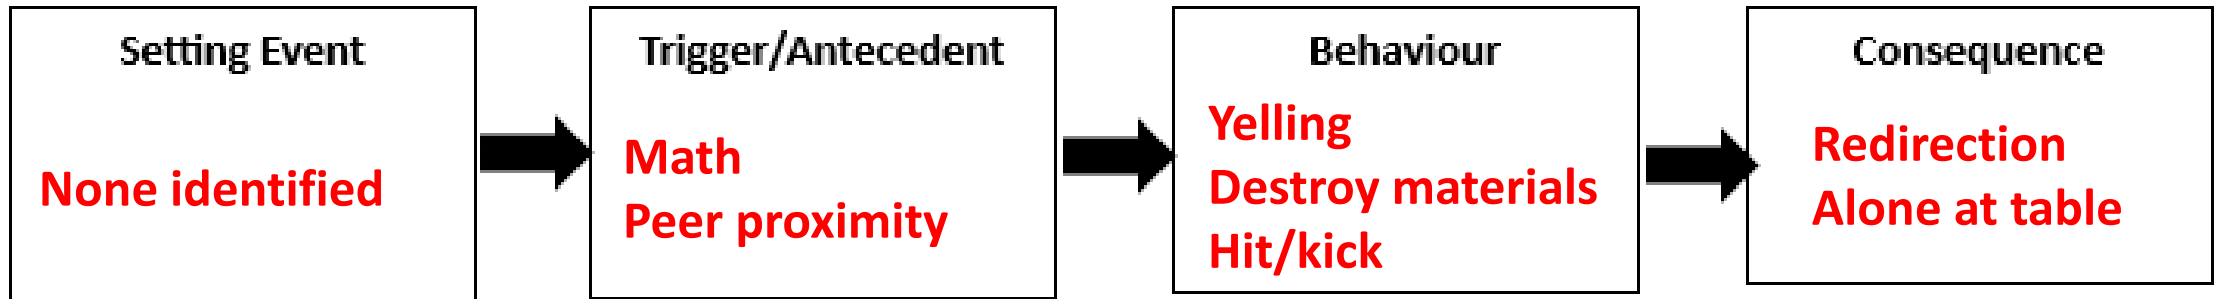 Setting Event
None identified
Trigger/Antecedent
Math
Peer proximity
Behaviour
Yelling
Destroy materials
Hit/kick
Consequence
Redirection
Alone at table